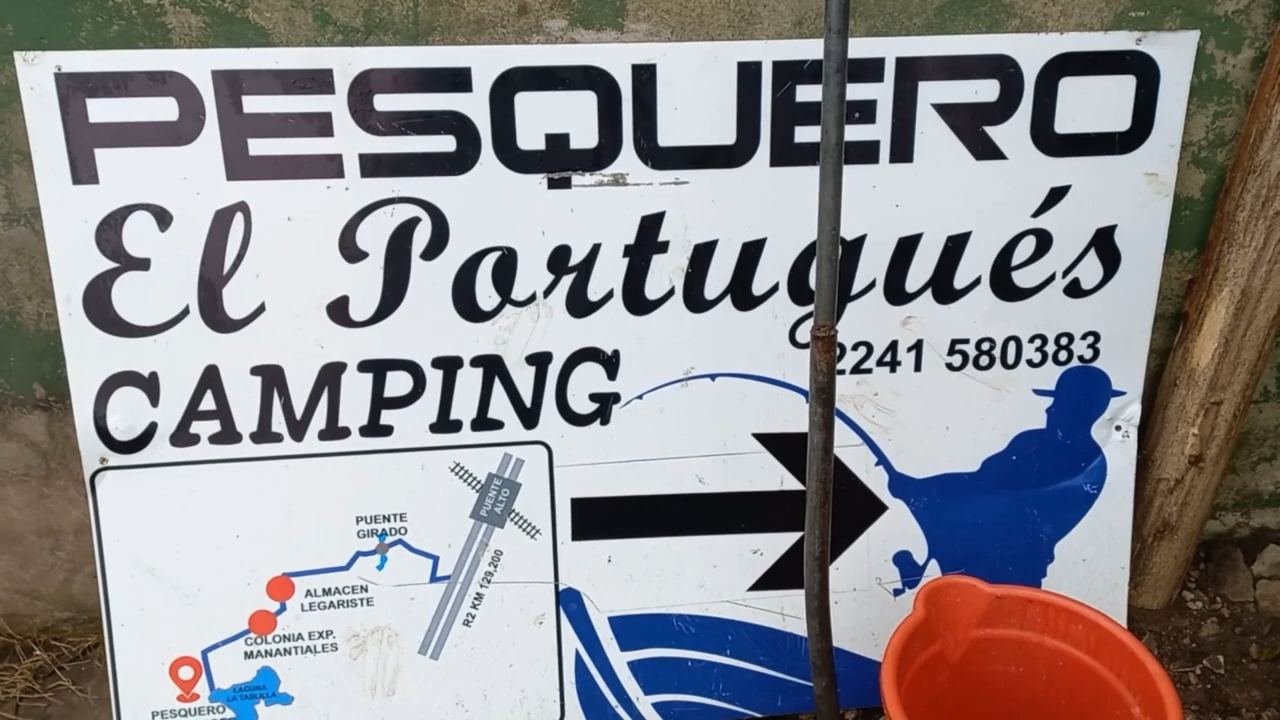 PESQUERO
El Portugués
2241 580383
CAMPING
PUENTE
ALTO
PUENTE
GIRADO
R2 KM 129,200
ALMACEN
LEGARISTE
COLONIA EXP.
MANANTIALES
LAGUNA
LA TABLILLA
PESQUERO